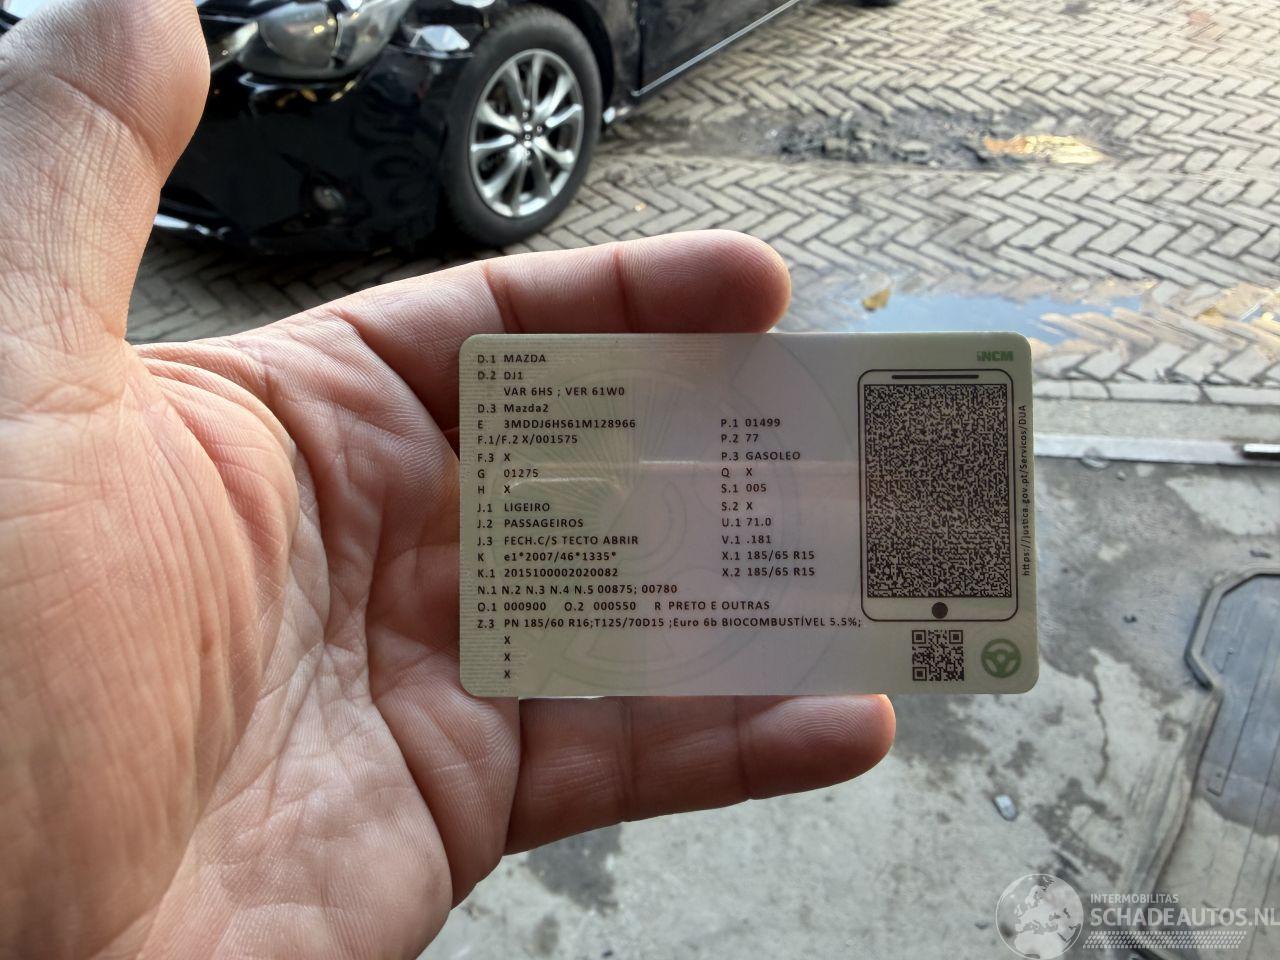 iNCM
D.1 MAZDA
D.2 DJ1
VAR 6HS ; VER 61W0
D.3 Mazda2
E 3MDDJ6HS61M128966
F.1/F.2 X/001575
F.3 X
G 01275
H X
J.1 LIGEIRO
J.2 PASSAGEIROS
J.3 FECH.C/S TECTO ABRIR
K e1*2007/46*1335*
K.1 2015100002020082
P.1 01499
P.2 77
P.3 GASOLEO
Q X
S.1 005
S.2 X
U.1 71.0
V.1 .181
X.1 185/65 R15
X.2 185/65 R15
N.1 N.2 N.3 N.4 N.5 00875; 00780
O.1 000900 O.2 000550 R PRETO E OUTRAS
Z.3 PN 185/60 R16;T125/70D15 ;Euro 6b BIOCOMBUSTÍVEL 5.5%;
X
X
X
https://justica.gov.pt/Servicos/DUA
INTERMOBILITAS
SCHADEAUTOS.NL